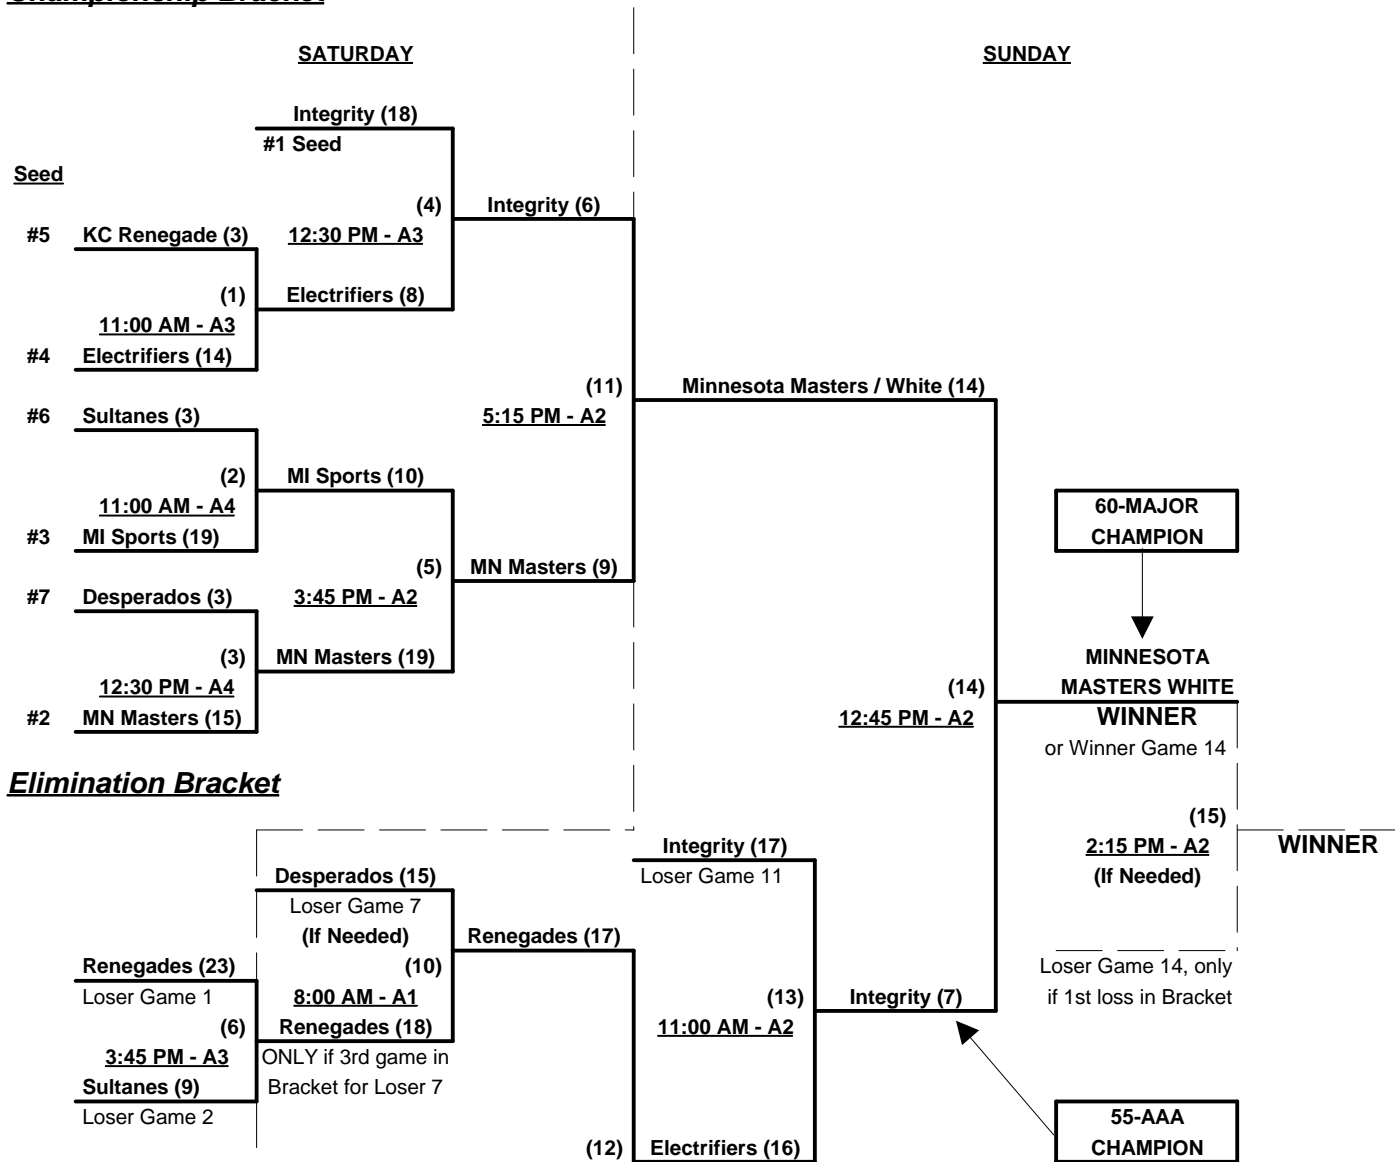 Championship Bracket
SATURDAY
SUNDAY
Integrity (18)
#1 Seed
Seed
(4)
Integrity (6)
#5
KC Renegade (3)
12:30 PM - A3
(1)
Electrifiers (8)
11:00 AM - A3
#4
Electrifiers (14)
(11)
Minnesota Masters / White (14)
#6
Sultanes (3)
5:15 PM - A2
(2)
MI Sports (10)
11:00 AM - A4
60-MAJOR
CHAMPION
#3
MI Sports (19)
(5)
MN Masters (9)
#7
Desperados (3)
3:45 PM - A2
(3)
MN Masters (19)
MINNESOTA
MASTERS WHITE
12:30 PM - A4
(14)
#2
MN Masters (15)
12:45 PM - A2
WINNER
or Winner Game 14
Elimination Bracket
(15)
2:15 PM - A2
WINNER
(If Needed)
Integrity (17)
Loser Game 11
Desperados (15)
Loser Game 7
(If Needed)
Renegades (17)
Renegades (23)
(10)
Loser Game 14, only
if 1st loss in Bracket
Loser Game 1
8:00 AM - A1
(13)
Integrity (7)
(6)
Renegades (18)
11:00 AM - A2
3:45 PM - A3
ONLY if 3rd game in
Bracket for Loser 7
Sultanes (9)
Loser Game 2
55-AAA
CHAMPION
(12)
Electrifiers (16)